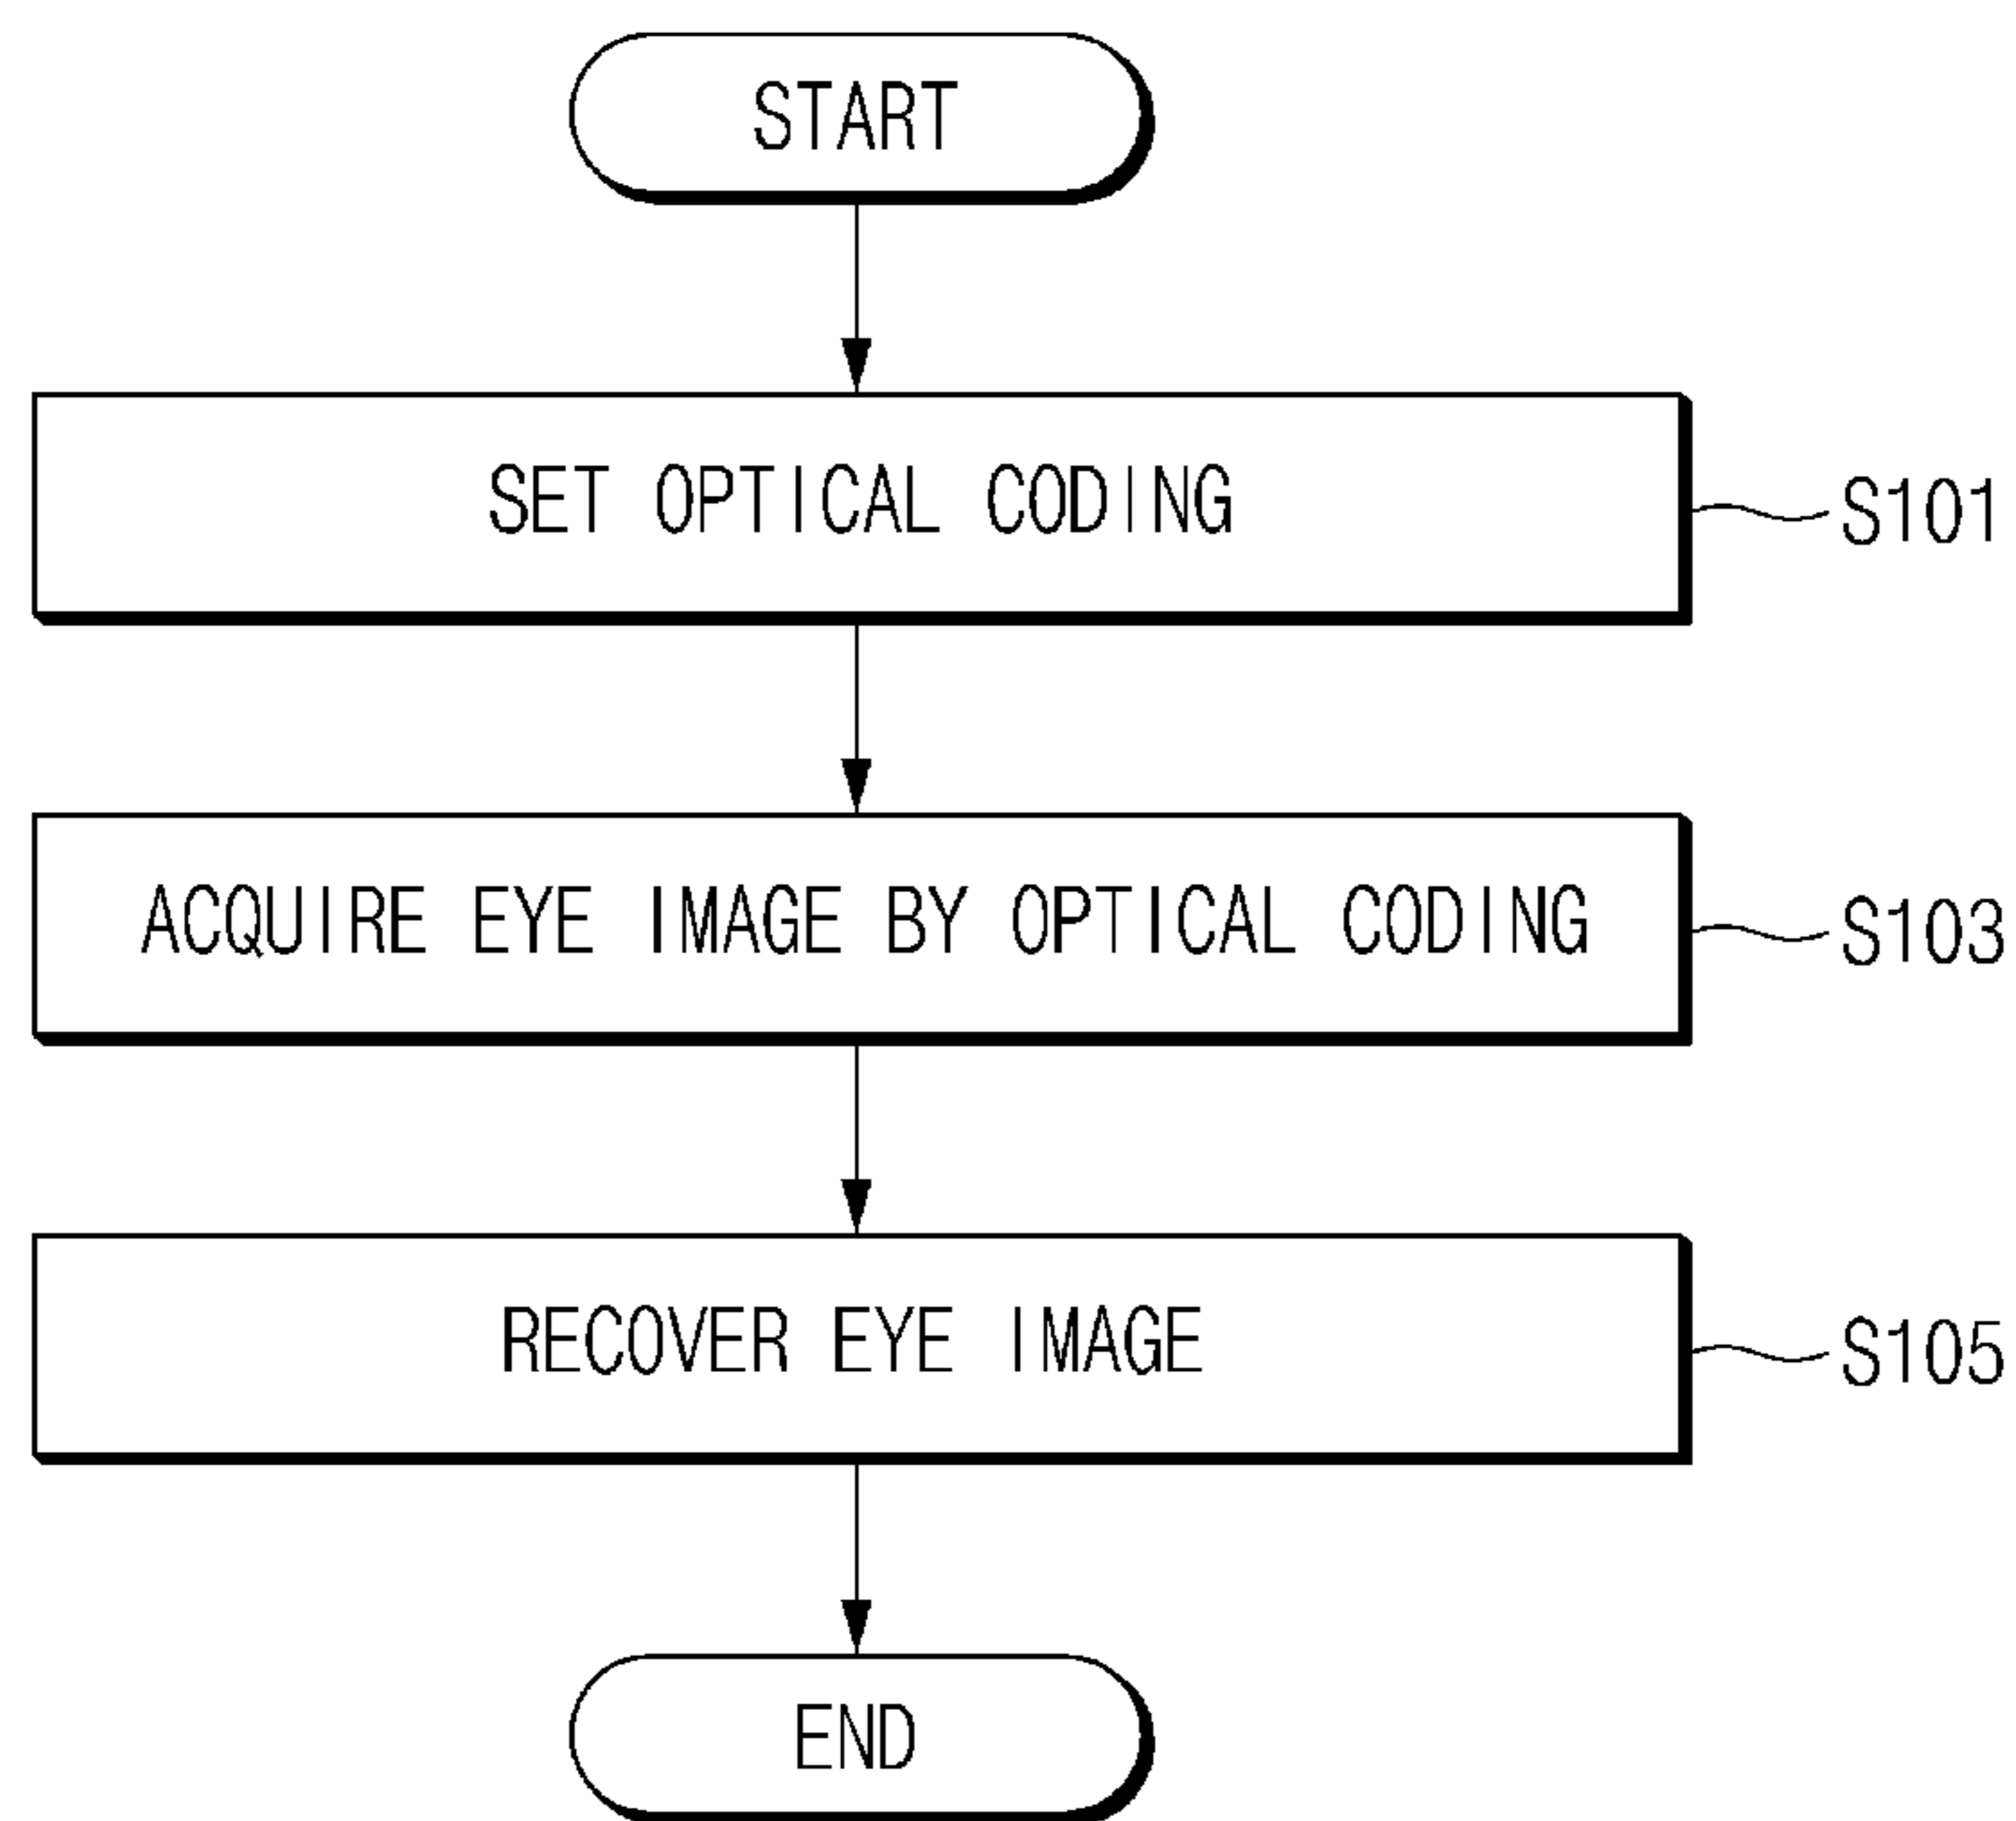 START
SET OPTICAL CODING
S101
ACQUIRE EYE IMAGE BY OPTICAL CODING
S103
RECOVER EYE IMAGE
S105
END